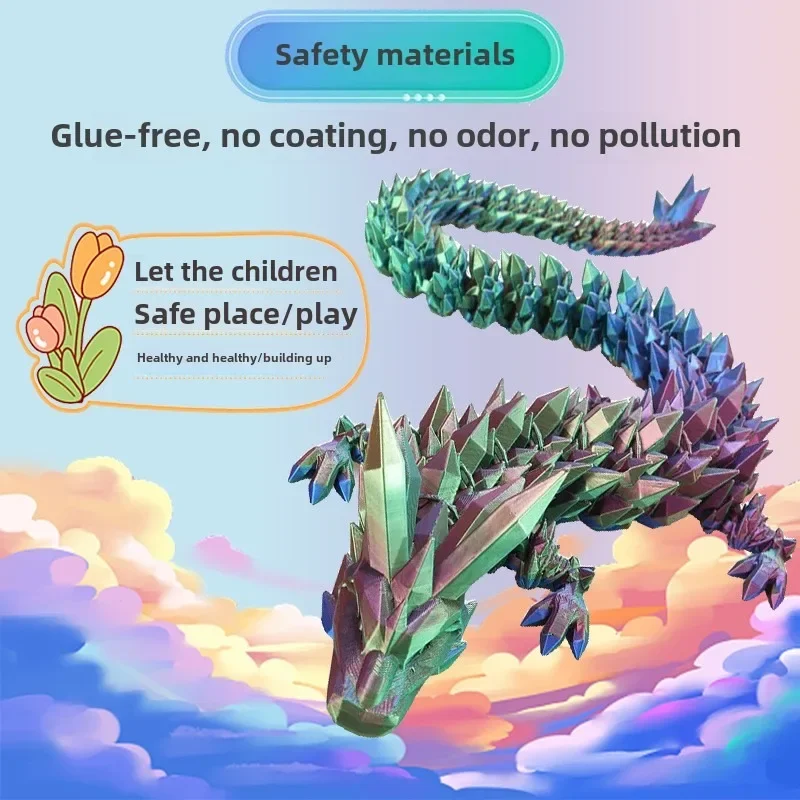 Safety materials
Glue-free, no coating, no odor, no pollution
Let the children
Safe place/play
Healthy and healthy/building up